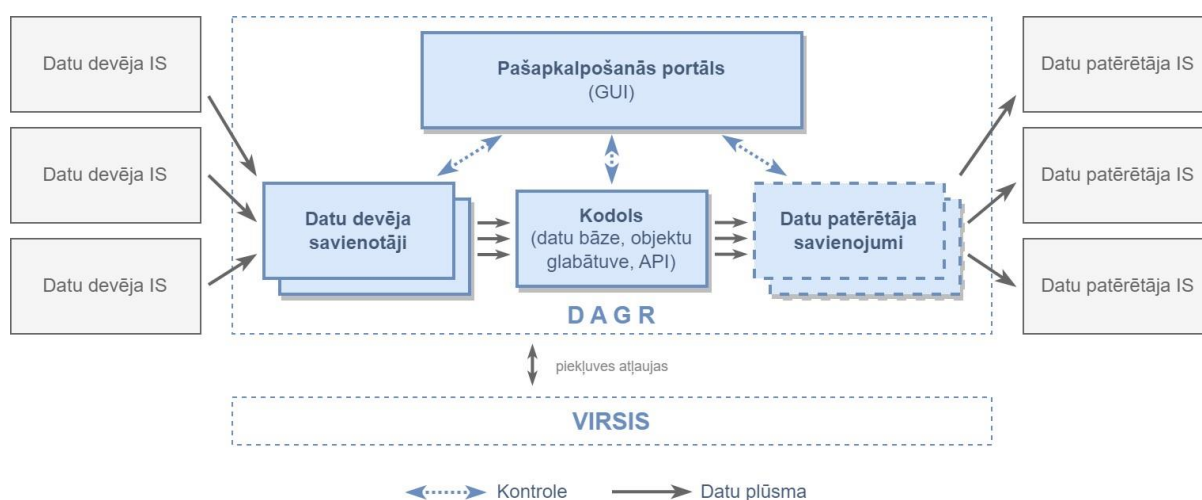 Datu devēja IS
Datu devēja IS
Datu devēja IS
Pašapkalpošanās portāls
(GUI)
Datu devēja
savienotāji
Kodols
(datu bāze, objektu
glabātuve, API)
Datu patērētāja
savienojumi
D A G R
Datu patērētāja IS
Datu patērētāja IS
Datu patērētāja IS
piekļuves atļaujas
VIRSIS
Kontrole
Datu plūsma